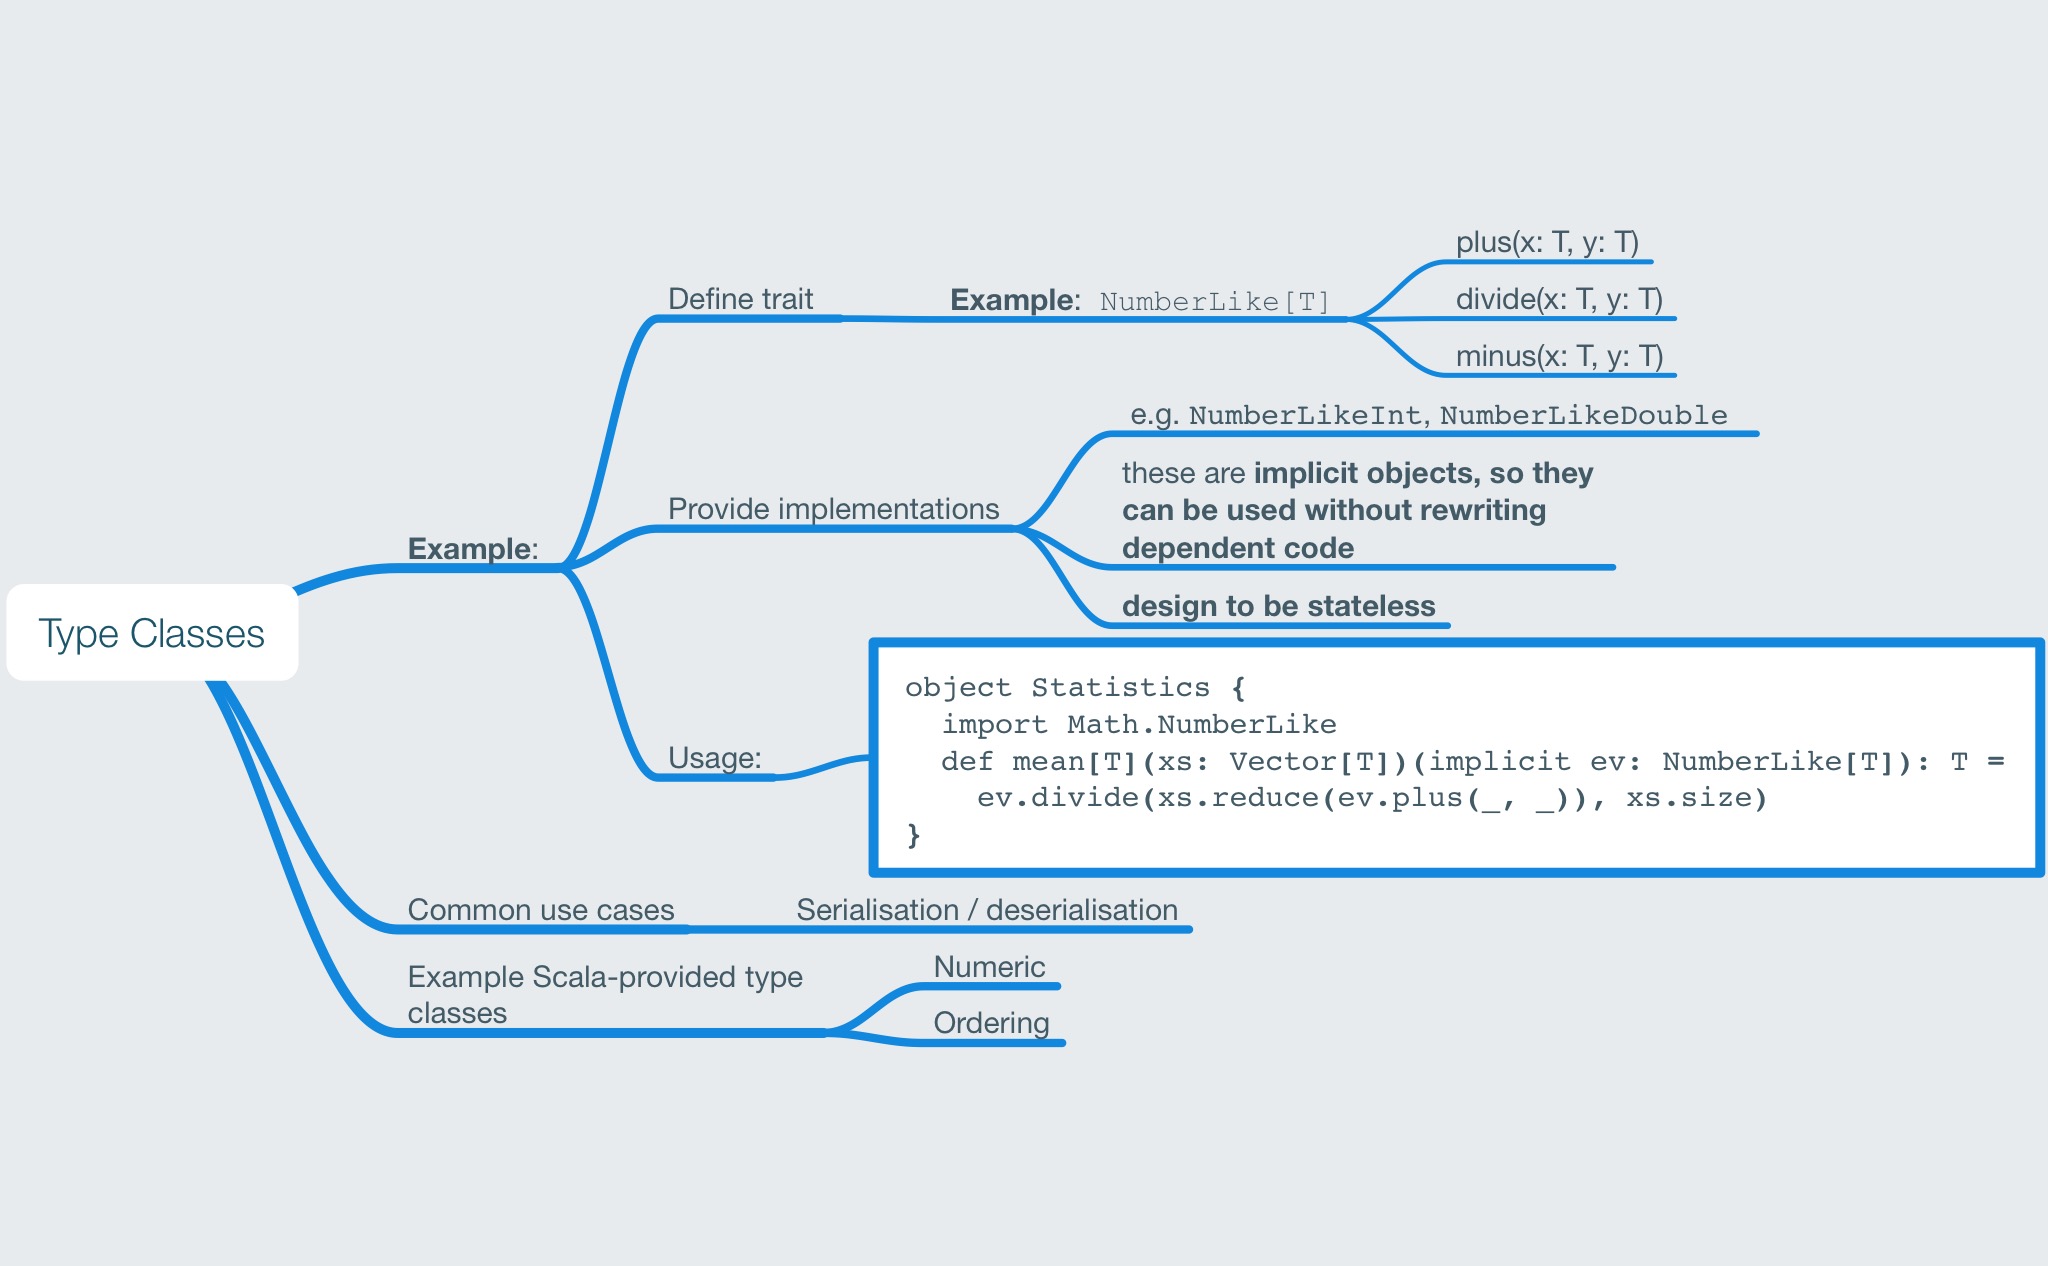 Type Classes
Example:
Define trait
Example: NumberLike[T]
plus(x: T, y: T)
divide(x: T, y: T)
minus(x: T, y: T)
Provide implementations
e.g. NumberLikeInt, NumberLikeDouble
these are implicit objects, so they
can be used without rewriting
dependent code
design to be stateless
Usage:
object Statistics {
  import Math.NumberLike
  def mean[T](xs: Vector[T])(implicit ev: NumberLike[T]): T =
    ev.divide(xs.reduce(ev.plus(_, _)), xs.size)
}
Common use cases
Serialisation / deserialisation
Example Scala-provided type
classes
Numeric
Ordering